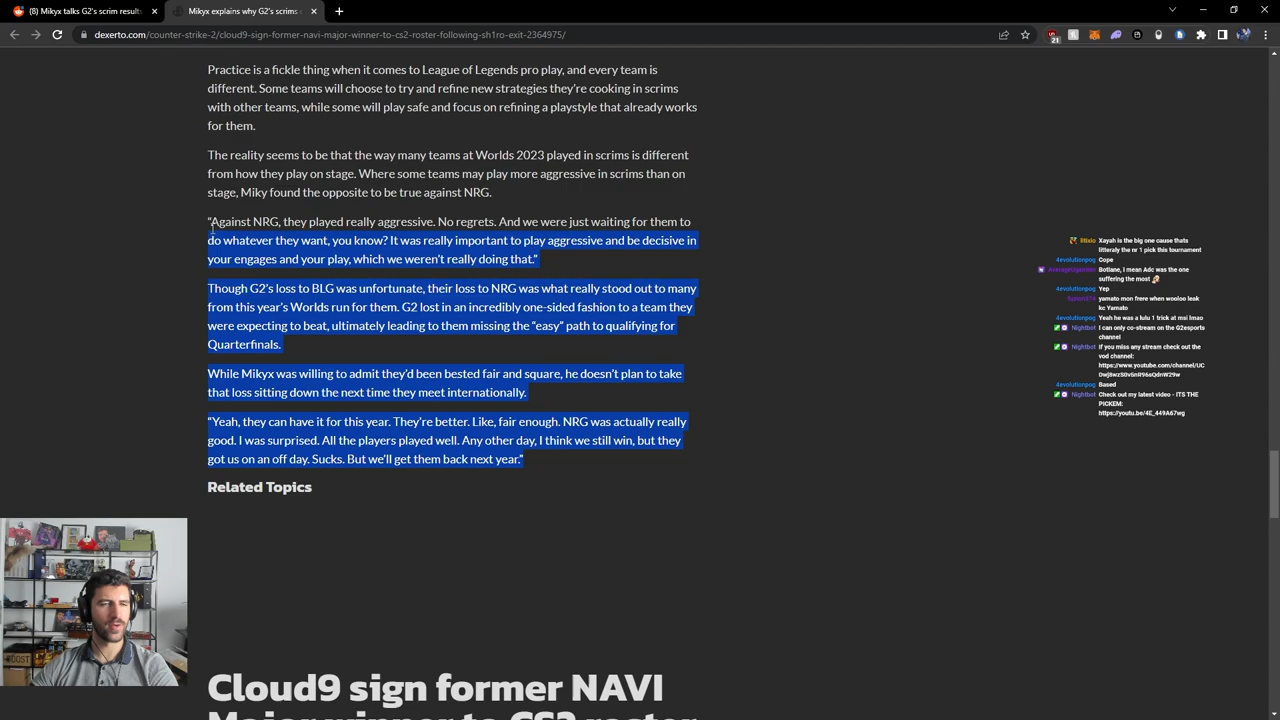 (8) Mikyx talks G2's scrim results
Mikyx explains why G2's scrims
dexerto.com/counter-strike-2/cloud9-sign-former-navi-major-winner-to-cs2-roster-following-sh1ro-exit-2364975/
21
Practice is a fickle thing when it comes to League of Legends pro play, and every team is
different. Some teams will choose to try and refine new strategies they're cooking in scrims
with other teams, while some will play safe and focus on refining a playstyle that already works
for them.
The reality seems to be that the way many teams at Worlds 2023 played in scrims is different
from how they play on stage. Where some teams may play more aggressive in scrims than on
stage, Miky found the opposite to be true against NRG.
“Against NRG, they played really aggressive. No regrets. And we were just waiting for them to
do whatever they want, you know? It was really important to play aggressive and be decisive in
your engages and your play, which we weren't really doing that.”
Though G2's loss to BLG was unfortunate, their loss to NRG was what really stood out to many
from this year's Worlds run for them. G2 lost in an incredibly one-sided fashion to a team they
were expecting to beat, ultimately leading to them missing the “easy” path to qualifying for
Quarterfinals.
While Mikyx was willing to admit they'd been bested fair and square, he doesn't plan to take
that loss sitting down the next time they meet internationally.
“Yeah, they can have it for this year. They're better. Like, fair enough. NRG was actually really
good. I was surprised. All the players played well. Any other day, I think we still win, but they
got us on an off day. Sucks. But we'll get them back next year.”
Related Topics
Cloud9 sign former NAVI
Major winner to CS2 roster
Xayah is the big one cause thats
litteraly the nr 1 pick this tournament
4evolutionpog Cope
Botlane, i mean Adc was the one
suffering the most
4evolutionpog Yep
yamato mon frere when wooloo leak
kc Yamato
4evolutionpog Yeah he was a lulu 1 trick at msi lmao
Nightbot I can only co-stream on the G2esports
channel
Nightbot If you miss any stream check out the
vod channel:
4evolutionpog Based
Nightbot Check out my latest video - ITS THE
PICKEM:
https://youtu.be/4E_449A67wg
BOOST